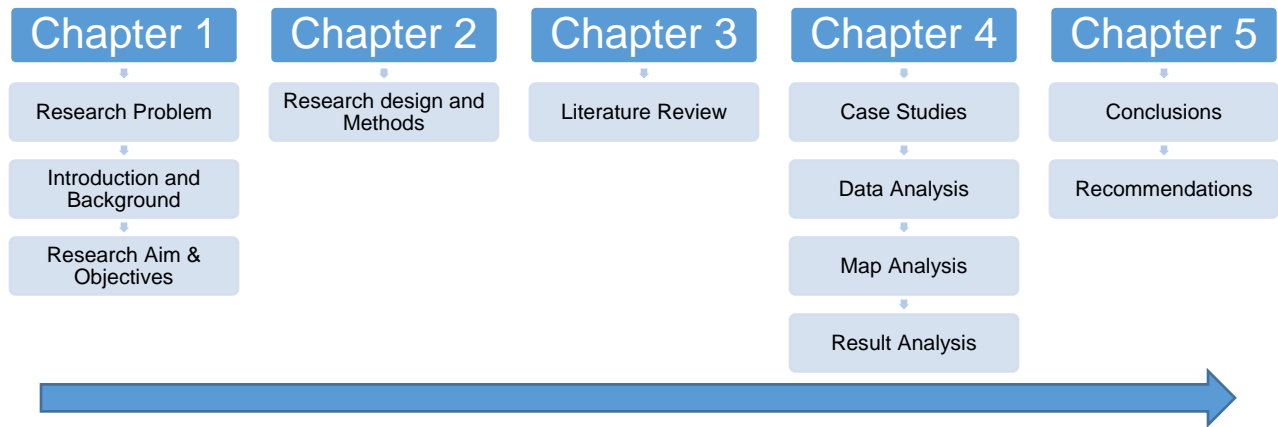 Chapter 1
Research Problem
Introduction and
Background
Research Aim &
Objectives
Chapter 2
Research design and
Methods
Chapter 3
Literature Review
Chapter 4
Case Studies
Data Analysis
Map Analysis
Result Analysis
Chapter 5
Conclusions
Recommendations